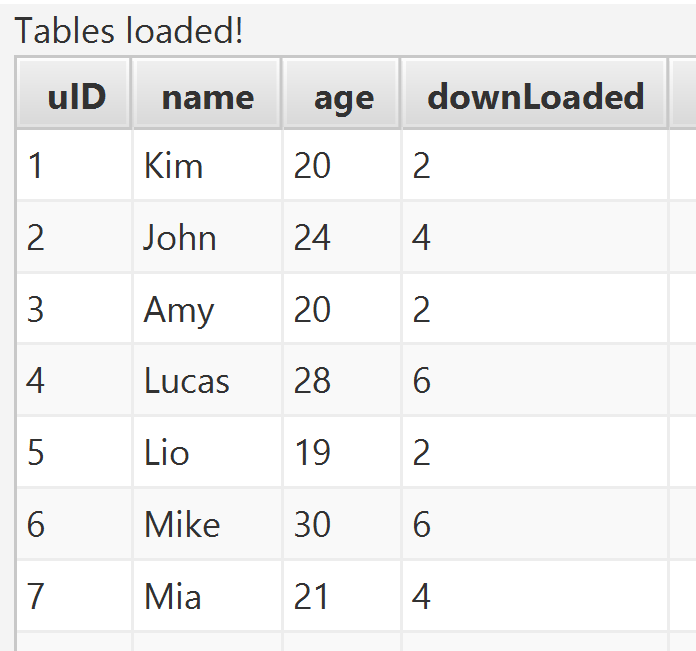 Tables loaded!
uID name age downLoaded
1 Kim 20 2
2 John 24 4
3 Amy 20 2
4 Lucas 28 6
5 Lio 19 2
6 Mike 30 6
7 Mia 21 4